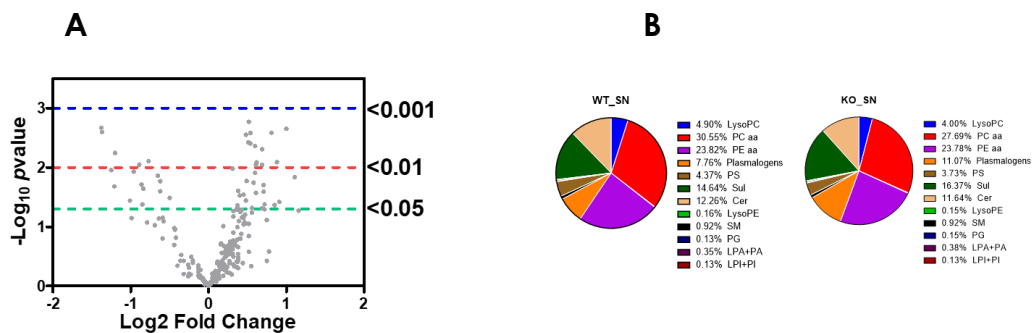 A
B
-Log10 pvalue
3
2
1
0
-2
-1
0
1
2
Log2 Fold Change
<0.001
<0.01
<0.05
WT_SN
4.90% LysoPC
30.55% PC aa
23.82% PE aa
7.76% Plasmalogens
4.37% PS
14.64% Sul
12.26% Cer
0.16% LysoPE
0.92% SM
0.13% PG
0.35% LPA+PA
0.13% LPI+PI
KO_SN
4.00% LysoPC
27.69% PC aa
23.78% PE aa
11.07% Plasmalogens
3.73% PS
16.37% Sul
11.64% Cer
0.15% LysoPE
0.92% SM
0.15% PG
0.38% LPA+PA
0.13% LPI+PI